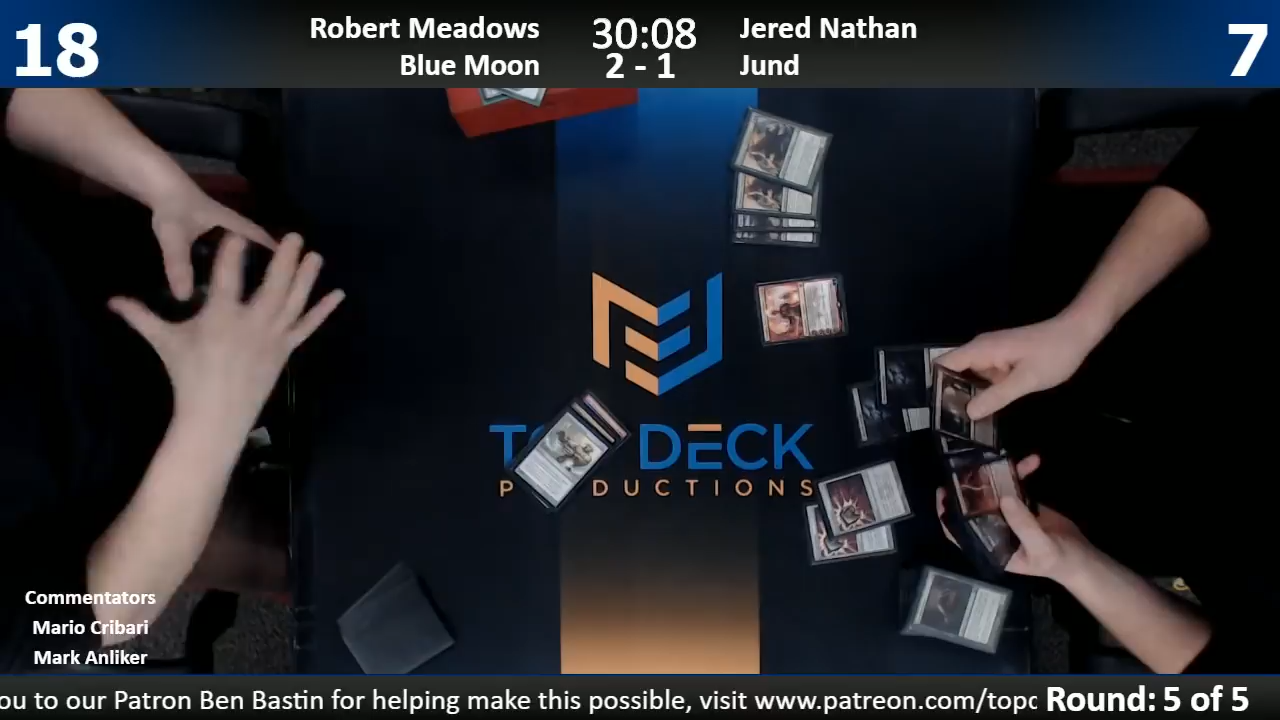 18
Robert Meadows
Blue Moon
30:08
2 - 1
Jered Nathan
Jund
7
DECK
DUCTIONS
Commentators
Mario Cribari
Mark Anliker
ou to our Patron Ben Bastin for helping make this possible, visit www.patreon.com/topc
Round: 5 of 5